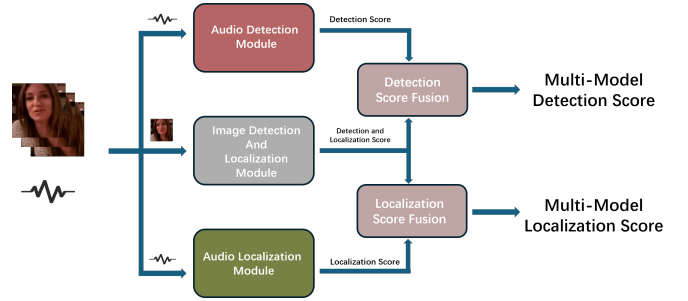 Audio Detection
Module
Detection Score
Detection
Score Fusion
Multi-Model
Detection Score
Image Detection
And
Localization
Module
Detection and
Localization Score
Localization
Score Fusion
Multi-Model
Localization Score
Audio Localization
Module
Localization Score